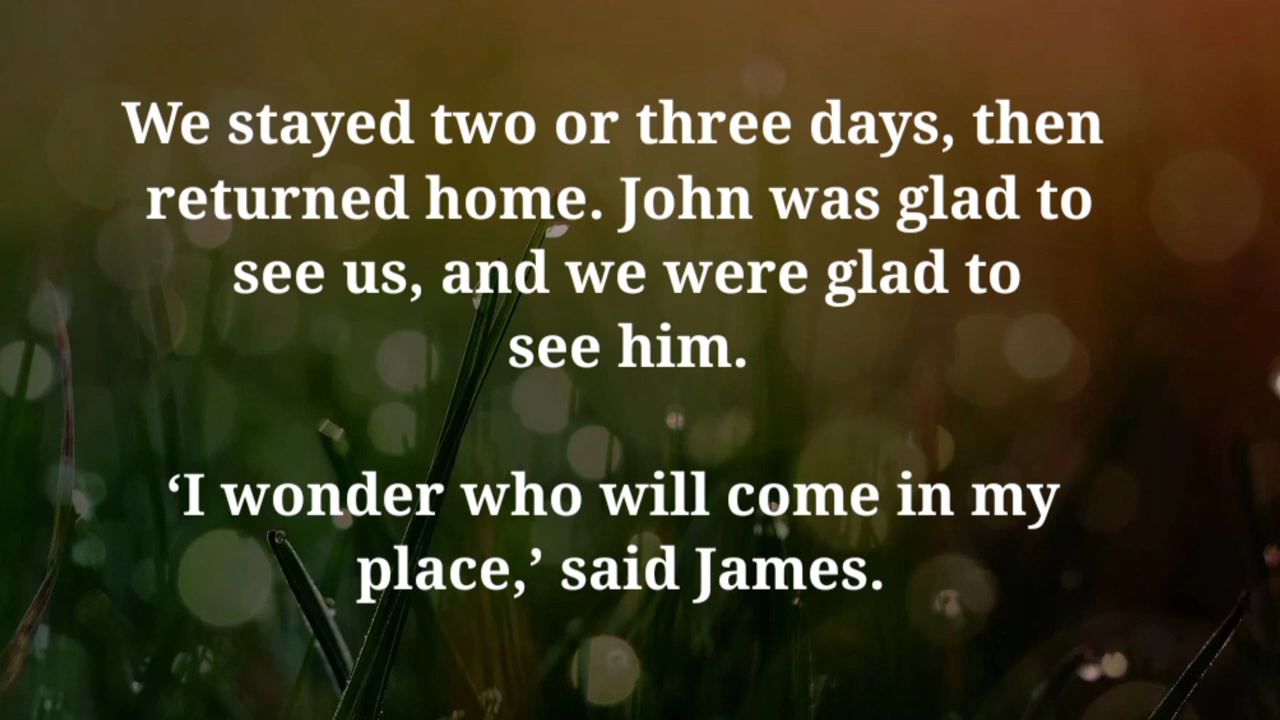 We stayed two or three days, then
returned home. John was glad to
see us, and we were glad to
see him.
‘I wonder who will come in my
place,’ said James.